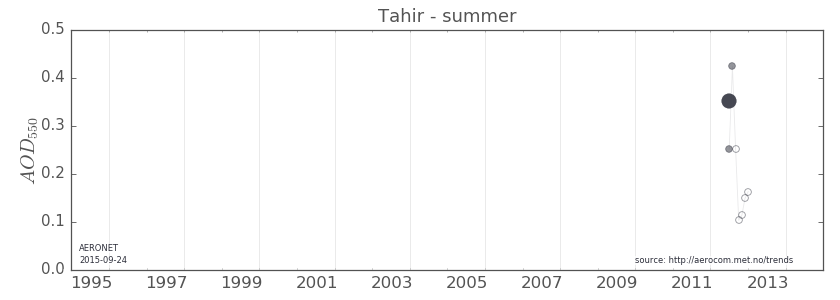 Tahir - summer
0.5
0.4
0.3
0.2
0.1
0.0
AOD550
AERONET
2015-09-24
source: http://aerocom.met.no/trends
1995 1997 1999 2001 2003 2005 2007 2009 2011 2013